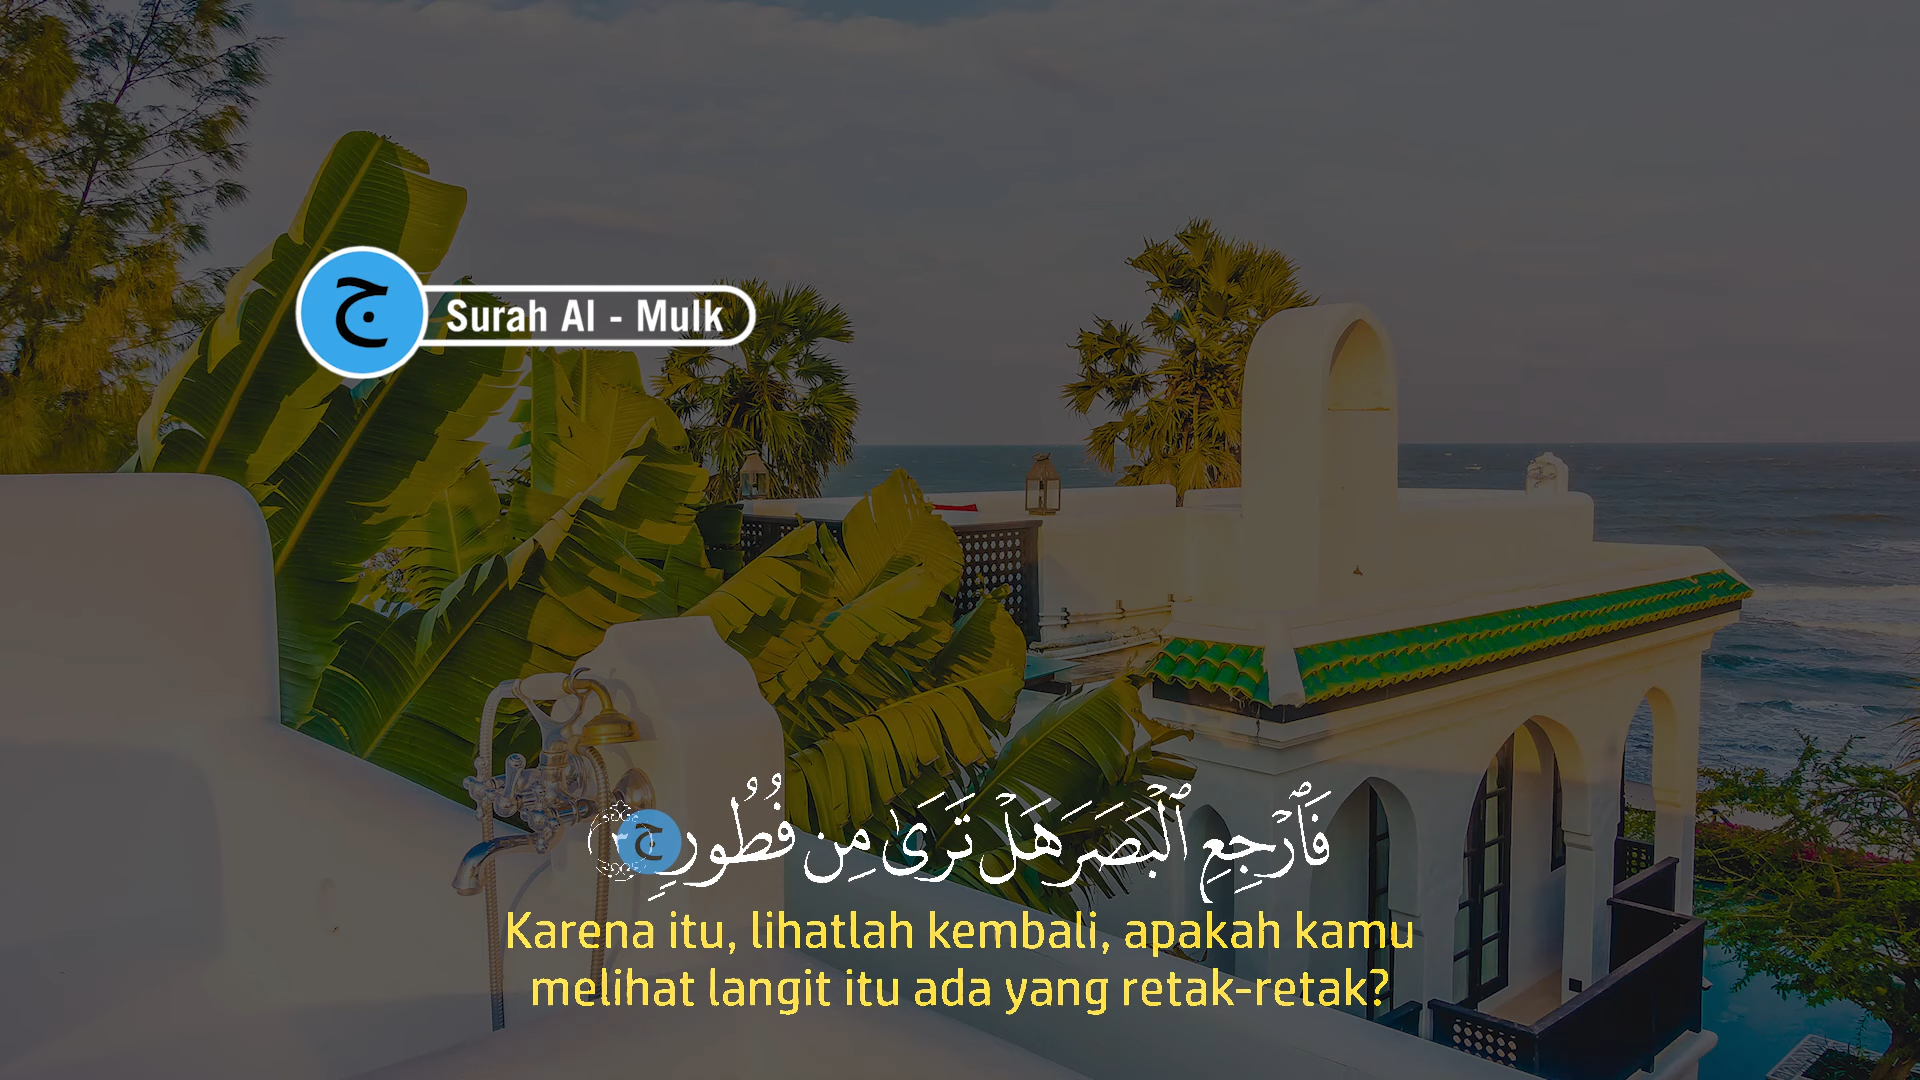 ج
Surah Al - Mulk
فَٱرْجِعِ ٱلْبَصَرَ هَلْ تَرَىٰ مِن فُطُورٍ ٣
ج
Karena itu, lihatlah kembali, apakah kamu
melihat langit itu ada yang retak-retak?